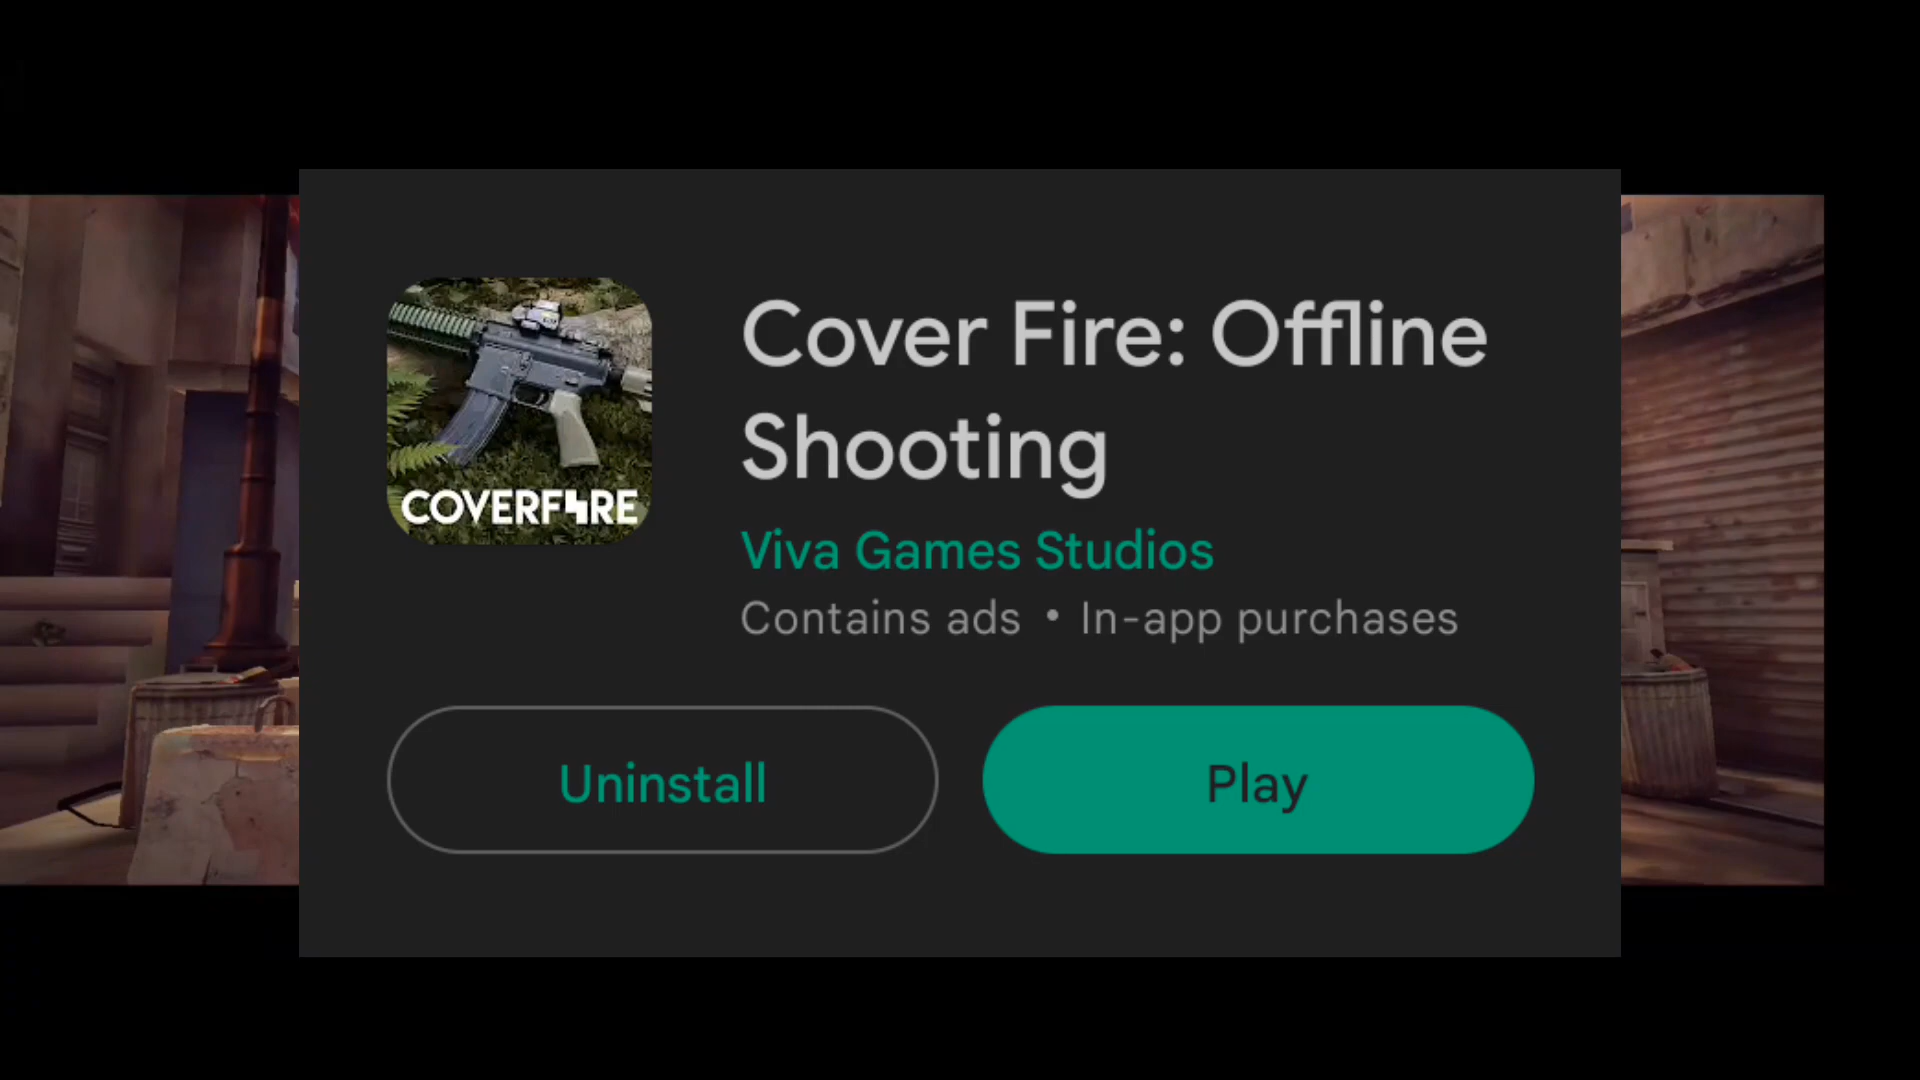 Cover Fire: Offline
Shooting
COVERFIRE
Viva Games Studios
Contains ads • In-app purchases
Uninstall
Play